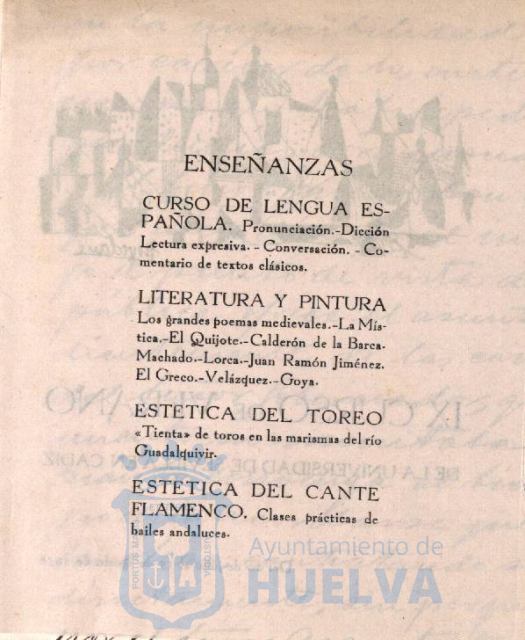 ENSEÑANZAS
CURSO DE LENGUA ES-
PAÑOLA. Pronunciación.-Dicción
Lectura expresiva. - Conversación. - Co-
mentario de textos clásicos.
LITERATURA Y PINTURA
Los grandes poemas medievales.-La Mís-
tica.-El Quijote.-Calderón de la Barca.
Machado.-Lorca.-Juan Ramón Jiménez.
El Greco.-Velázquez.-Goya.
ESTETICA DEL TOREO
«Tienta» de toros en las marismas del río
Guadalquivir.
ESTETICA DEL CANTE
FLAMENCO. Clases prácticas de
bailes andaluces.
Ayuntamiento de
HUELVA